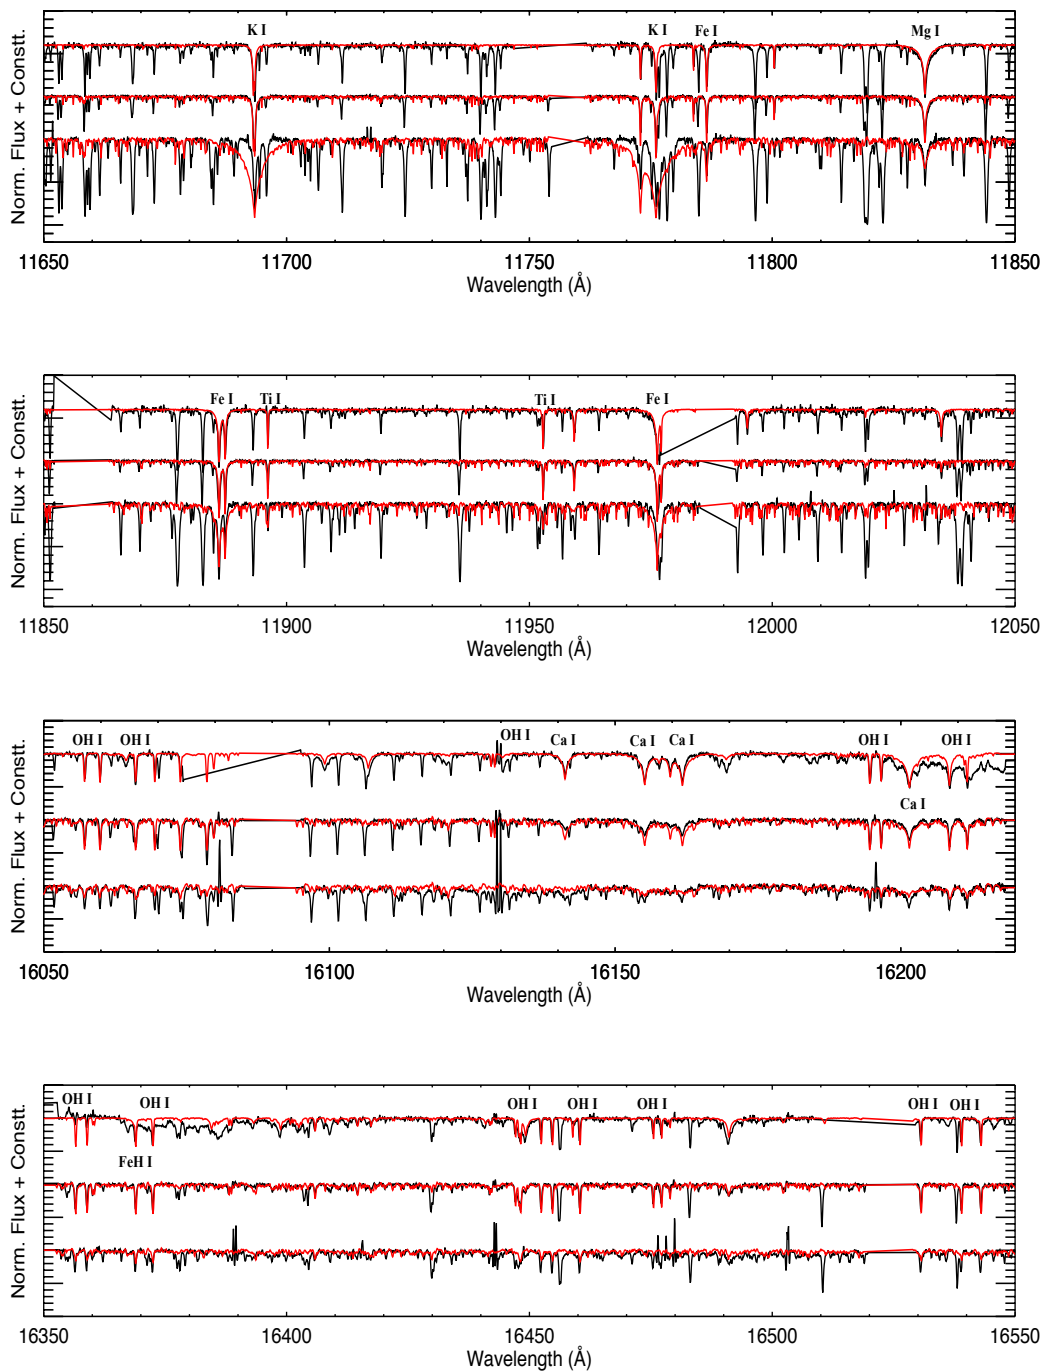 K I K I Fe I Mg I
Norm. Flux + Constt.
11650 11700 11750 11800 11850
Wavelength (Å)
Fe I Ti I Ti I Fe I
Norm. Flux + Constt.
11850 11900 11950 12000 12050
Wavelength (Å)
OH I OH I OH I Ca I Ca I Ca I OH I OH I
Ca I
Norm. Flux + Constt.
16050 16100 16150 16200
Wavelength (Å)
OH I OH I OH I OH I OH I OH I OH I
FeH I
Norm. Flux + Constt.
16350 16400 16450 16500 16550
Wavelength (Å)